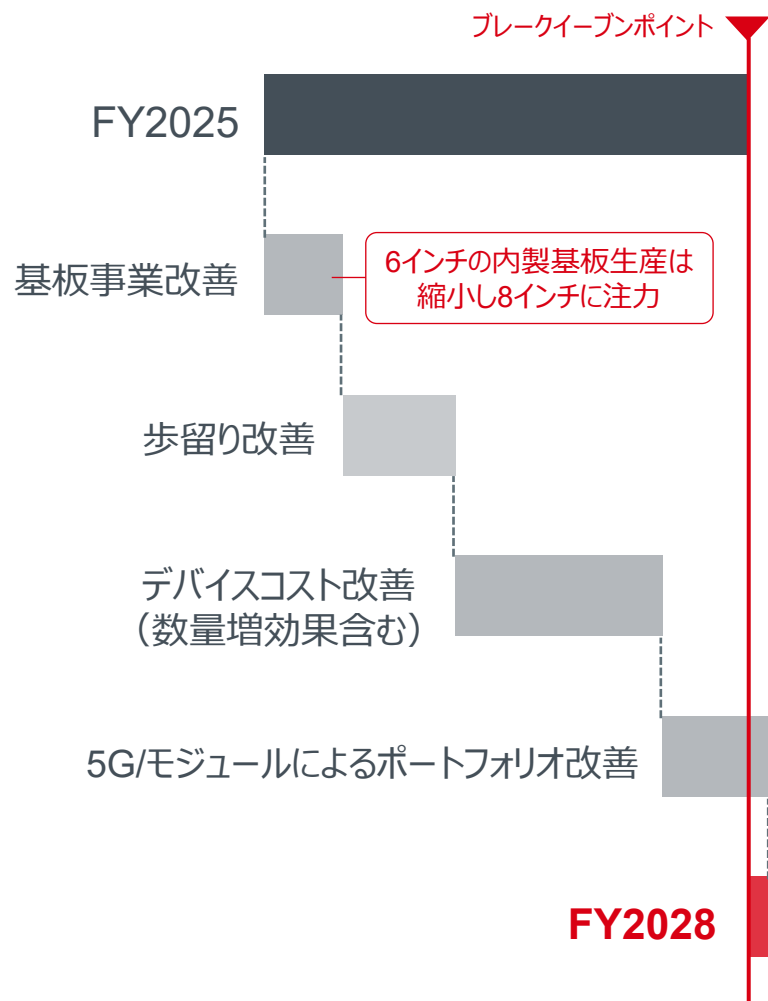 ブレークイーブンポイント
FY2025
基板事業改善
6インチの内製基板生産は
縮小し8インチに注力
歩留り改善
デバイスコスト改善
（数量増効果含む）
5G/モジュールによるポートフォリオ改善
FY2028